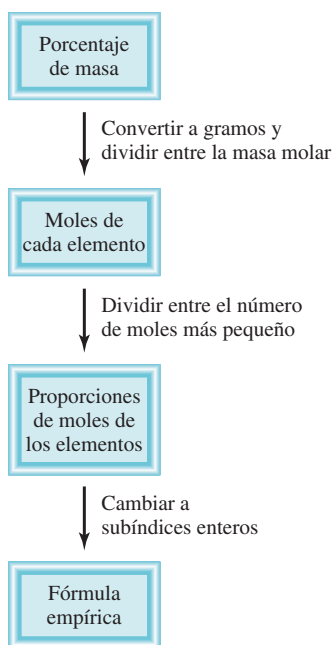 Porcentaje
de masa
Convertir a gramos y
dividir entre la masa molar
Moles de
cada elemento
Dividir entre el número
de moles más pequeño
Proporciones
de moles de
los elementos
Cambiar a
subíndices enteros
Fórmula
empírica